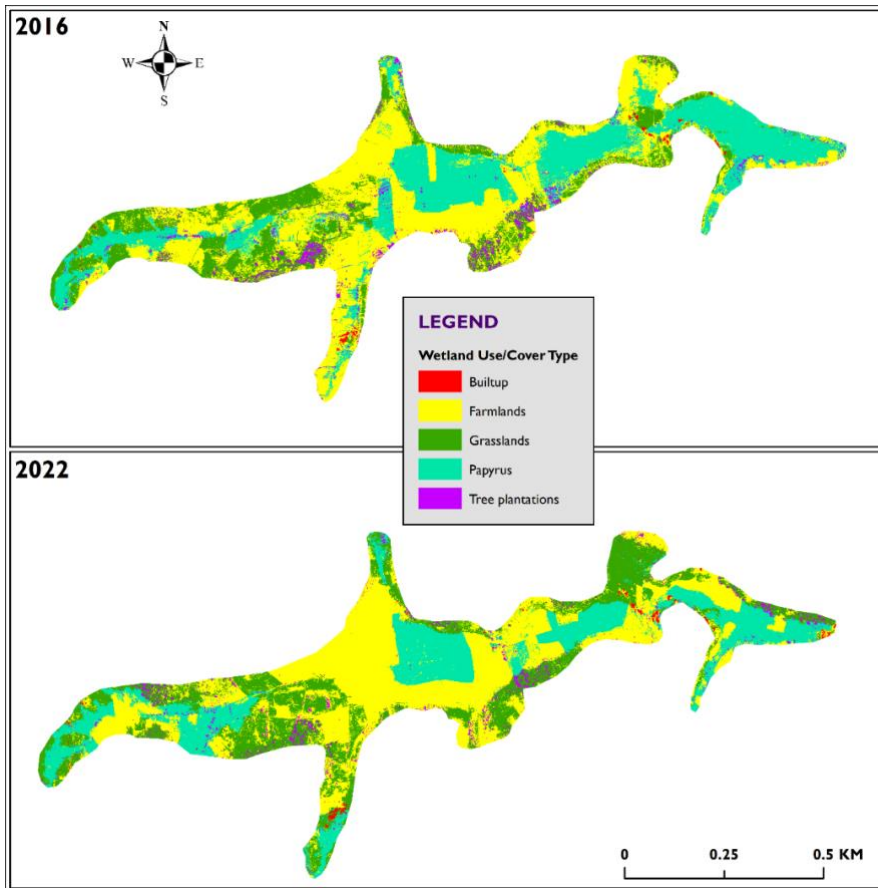 2016
N
W E
S
LEGEND
Wetland Use/Cover Type
Builtup
Farmlands
Grasslands
Papyrus
Tree plantations
2022
0 0.25 0.5 KM